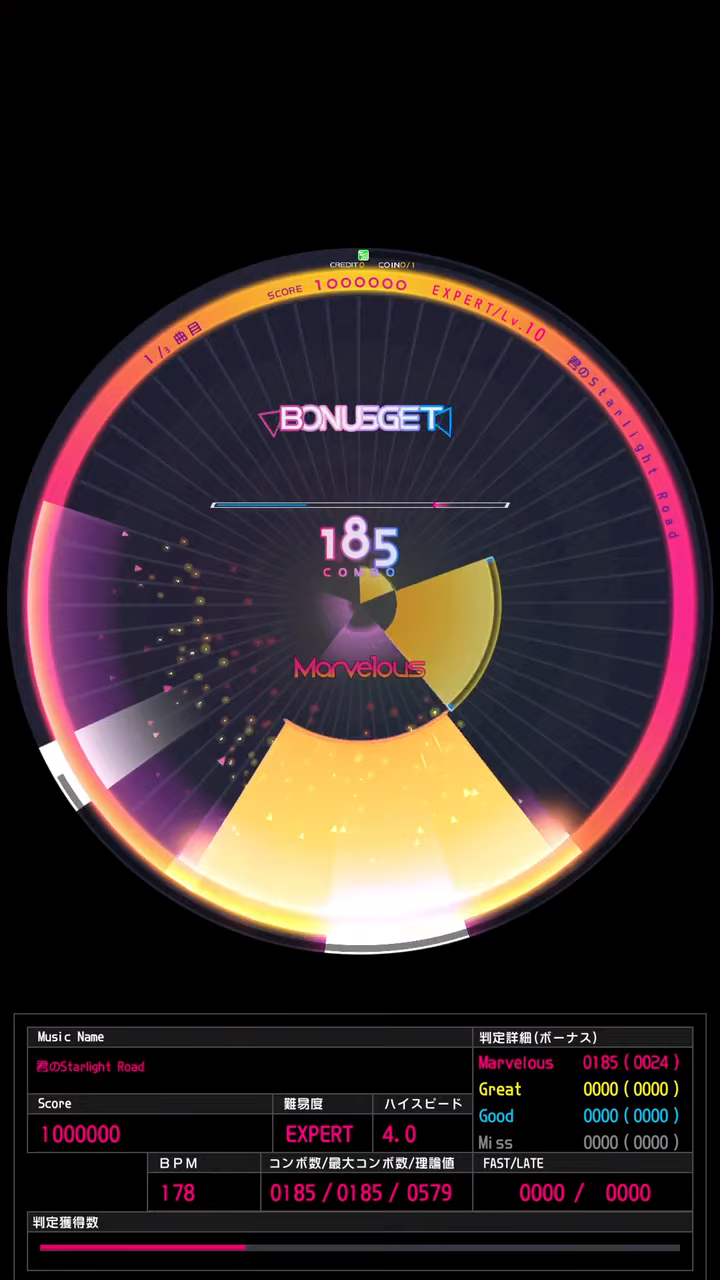 CREDIT0 COIN0/1
1/3 曲目 SCORE 1000000 EXPERT/Lv.10 君のStarlight Road
BONUSGET
185
COMBO
Marvelous
Music Name
君のStarlight Road
Score 難易度 ハイスピード
1000000 EXPERT 4.0
判定詳細(ボーナス)
Marvelous 0185 ( 0024 )
Great 0000 ( 0000 )
Good 0000 ( 0000 )
Miss 0000 ( 0000 )
BPM コンボ数/最大コンボ数/理論値 FAST/LATE
178 0185 / 0185 / 0579 0000 / 0000
判定獲得数